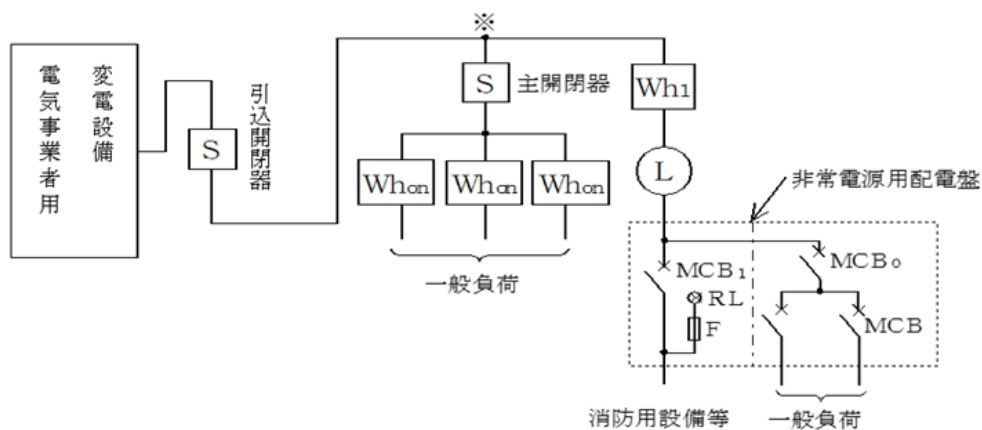 ※
電気事業者用
変電設備
S
引込開閉器
S
主開閉器
Wh1
Whon
Whon
Whon
L
一般負荷
非常電源用配電盤
MCB₁
RL
F
MCB₀
MCB
消防用設備等
一般負荷